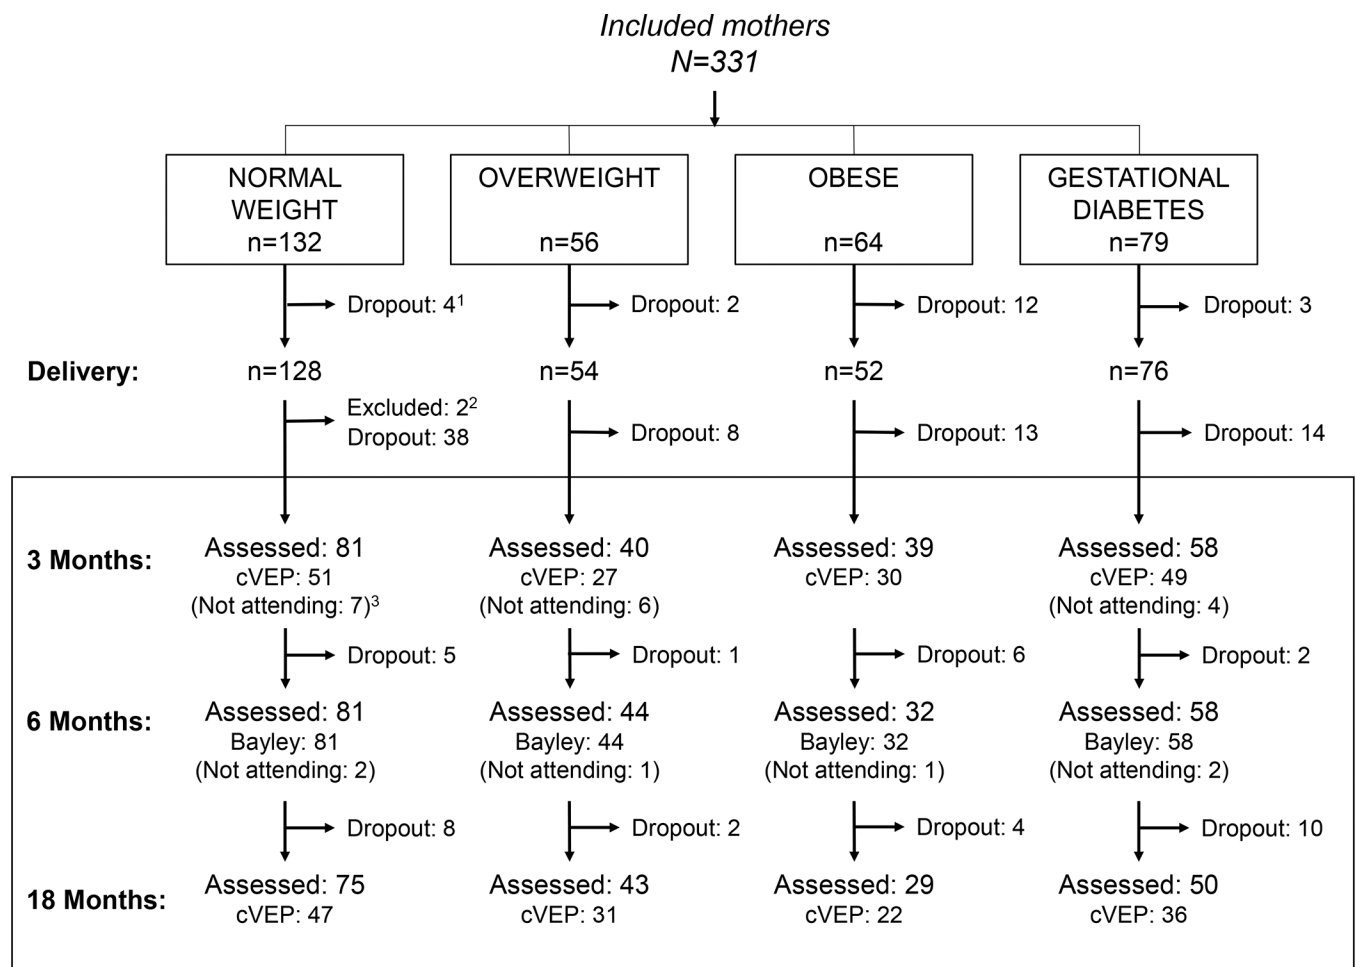 Included mothers
N=331
NORMAL
WEIGHT
n=132
OVERWEIGHT
n=56
OBESE
n=64
GESTATIONAL
DIABETES
n=79
Dropout: 4¹
Dropout: 2
Dropout: 12
Dropout: 3
Delivery:
n=128
n=54
n=52
n=76
Excluded: 2²
Dropout: 38
Dropout: 8
Dropout: 13
Dropout: 14
3 Months:
Assessed: 81
cVEP: 51
(Not attending: 7)³
Assessed: 40
cVEP: 27
(Not attending: 6)
Assessed: 39
cVEP: 30
Assessed: 58
cVEP: 49
(Not attending: 4)
Dropout: 5
Dropout: 1
Dropout: 6
Dropout: 2
6 Months:
Assessed: 81
Bayley: 81
(Not attending: 2)
Assessed: 44
Bayley: 44
(Not attending: 1)
Assessed: 32
Bayley: 32
(Not attending: 1)
Assessed: 58
Bayley: 58
(Not attending: 2)
Dropout: 8
Dropout: 2
Dropout: 4
Dropout: 10
18 Months:
Assessed: 75
cVEP: 47
Assessed: 43
cVEP: 31
Assessed: 29
cVEP: 22
Assessed: 50
cVEP: 36